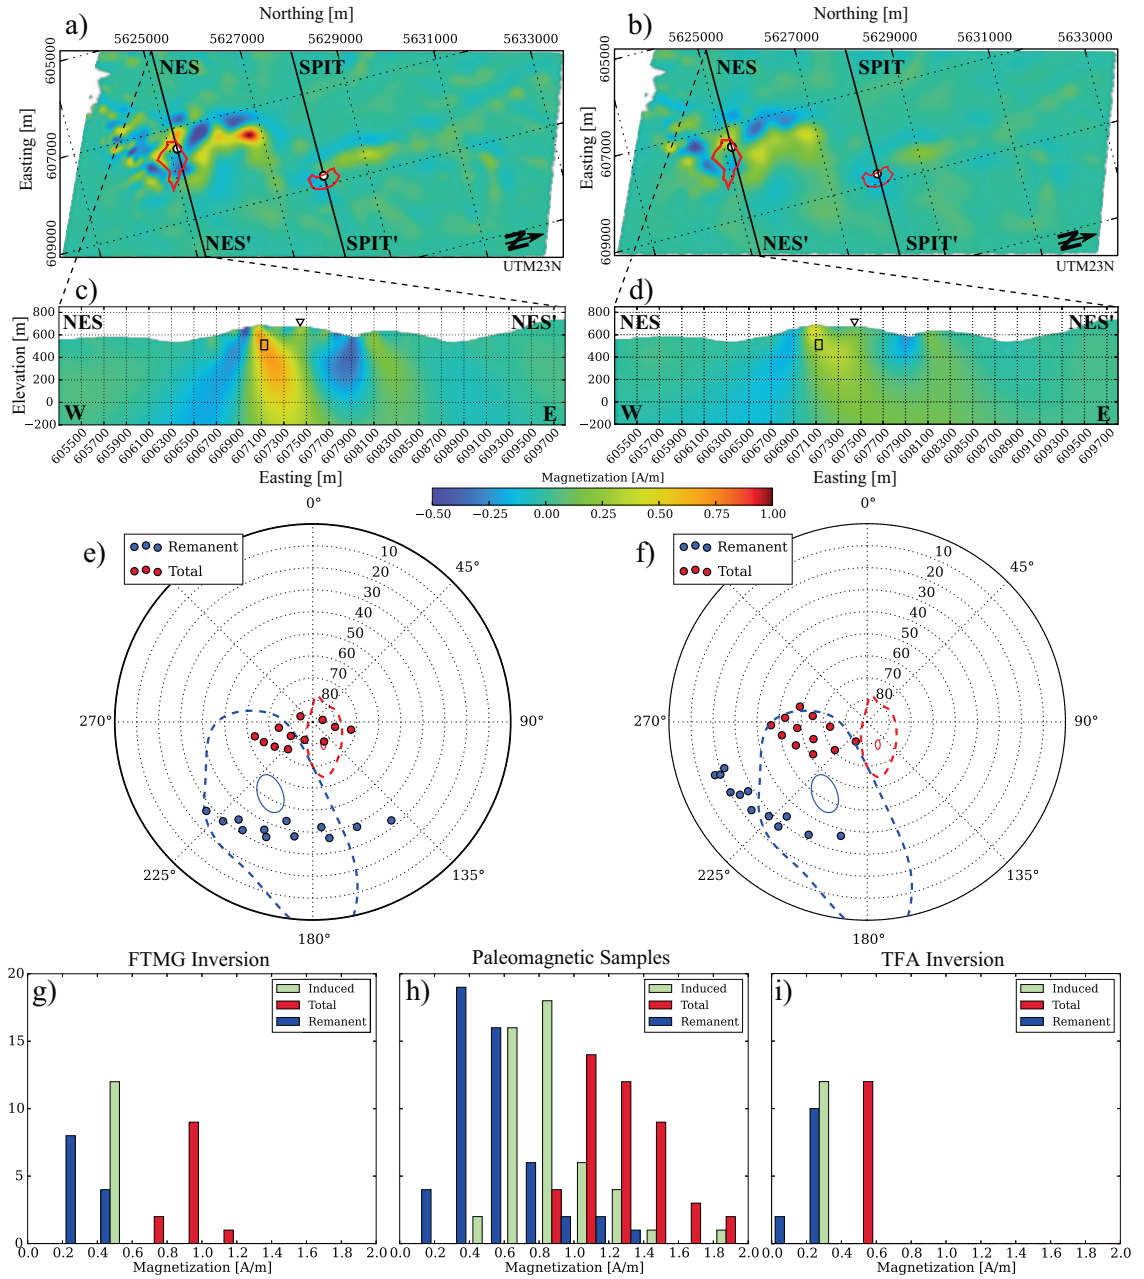 a) Northing [m]
5625000 5627000 5629000 5631000 5633000
Easting [m]
605000
607000
609000
NES SPIT
NES' SPIT'
N
UTM23N
b) Northing [m]
5625000 5627000 5629000 5631000 5633000
Easting [m]
605000
607000
609000
NES SPIT
NES' SPIT'
N
UTM23N
c)
NES NES'
Elevation [m]
800
600
400
200
0
−200
W E
605500 605700 605900 606100 606300 606500 606700 606900 607100 607300 607500 607700 607900 608100 608300 608500 608700 608900 609100 609300 609500 609700
Easting [m]
d)
NES NES'
800
600
400
200
0
−200
W E
605500 605700 605900 606100 606300 606500 606700 606900 607100 607300 607500 607700 607900 608100 608300 608500 608700 608900 609100 609300 609500 609700
Easting [m]
Magnetization [A/m]
−0.50 −0.25 0.00 0.25 0.50 0.75 1.00
e)
Remanent
Total
0°
45°
90°
135°
180°
225°
270°
10
20
30
40
50
60
70
80
f)
Remanent
Total
0°
45°
90°
135°
180°
225°
270°
10
20
30
40
50
60
70
80
FTMG Inversion
g)
Induced
Total
Remanent
20
15
10
5
0
0.0 0.2 0.4 0.6 0.8 1.0 1.2 1.4 1.6 1.8 2.0
Magnetization [A/m]
Paleomagnetic Samples
h)
Induced
Total
Remanent
0.0 0.2 0.4 0.6 0.8 1.0 1.2 1.4 1.6 1.8 2.0
Magnetization [A/m]
TFA Inversion
i)
Induced
Total
Remanent
0.0 0.2 0.4 0.6 0.8 1.0 1.2 1.4 1.6 1.8 2.0
Magnetization [A/m]